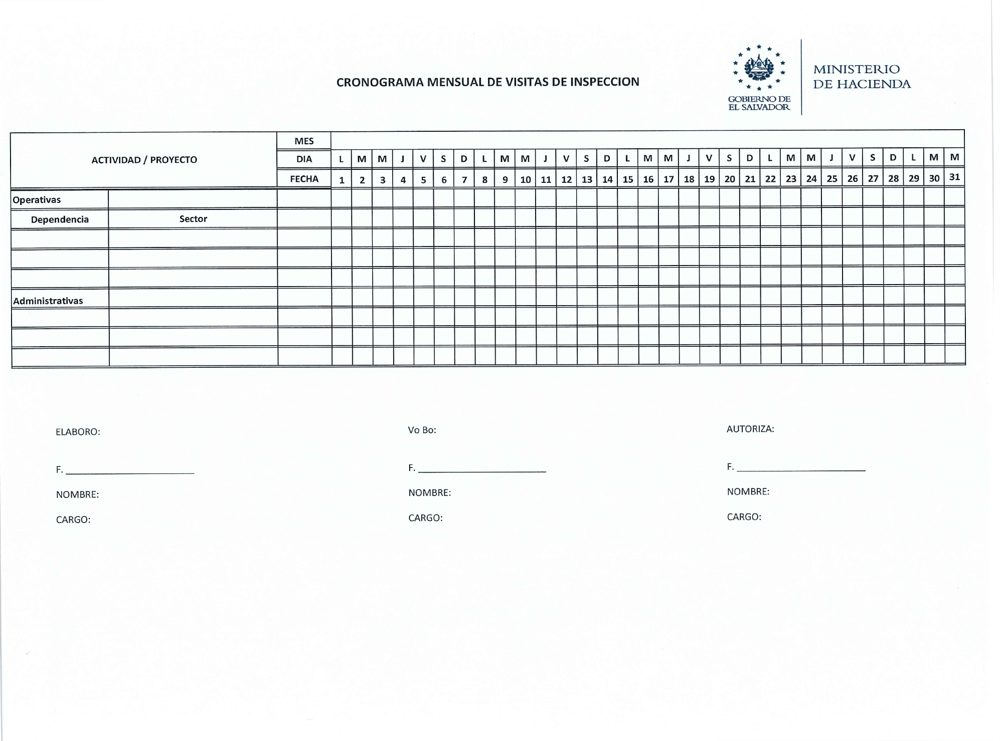 CRONOGRAMA MENSUAL DE VISITAS DE INSPECCION
GOBIERNO DE
EL SALVADOR
MINISTERIO
DE HACIENDA
ACTIVIDAD / PROYECTO
MES
DIA L M M J V S D L M M J V S D L M M J V S D L M M J V S D L M M
FECHA 1 2 3 4 5 6 7 8 9 10 11 12 13 14 15 16 17 18 19 20 21 22 23 24 25 26 27 28 29 30 31
Operativas
Dependencia Sector
Administrativas
ELABORO:
F. 
NOMBRE:
CARGO:
Vo Bo:
F. 
NOMBRE:
CARGO:
AUTORIZA:
F. 
NOMBRE:
CARGO: